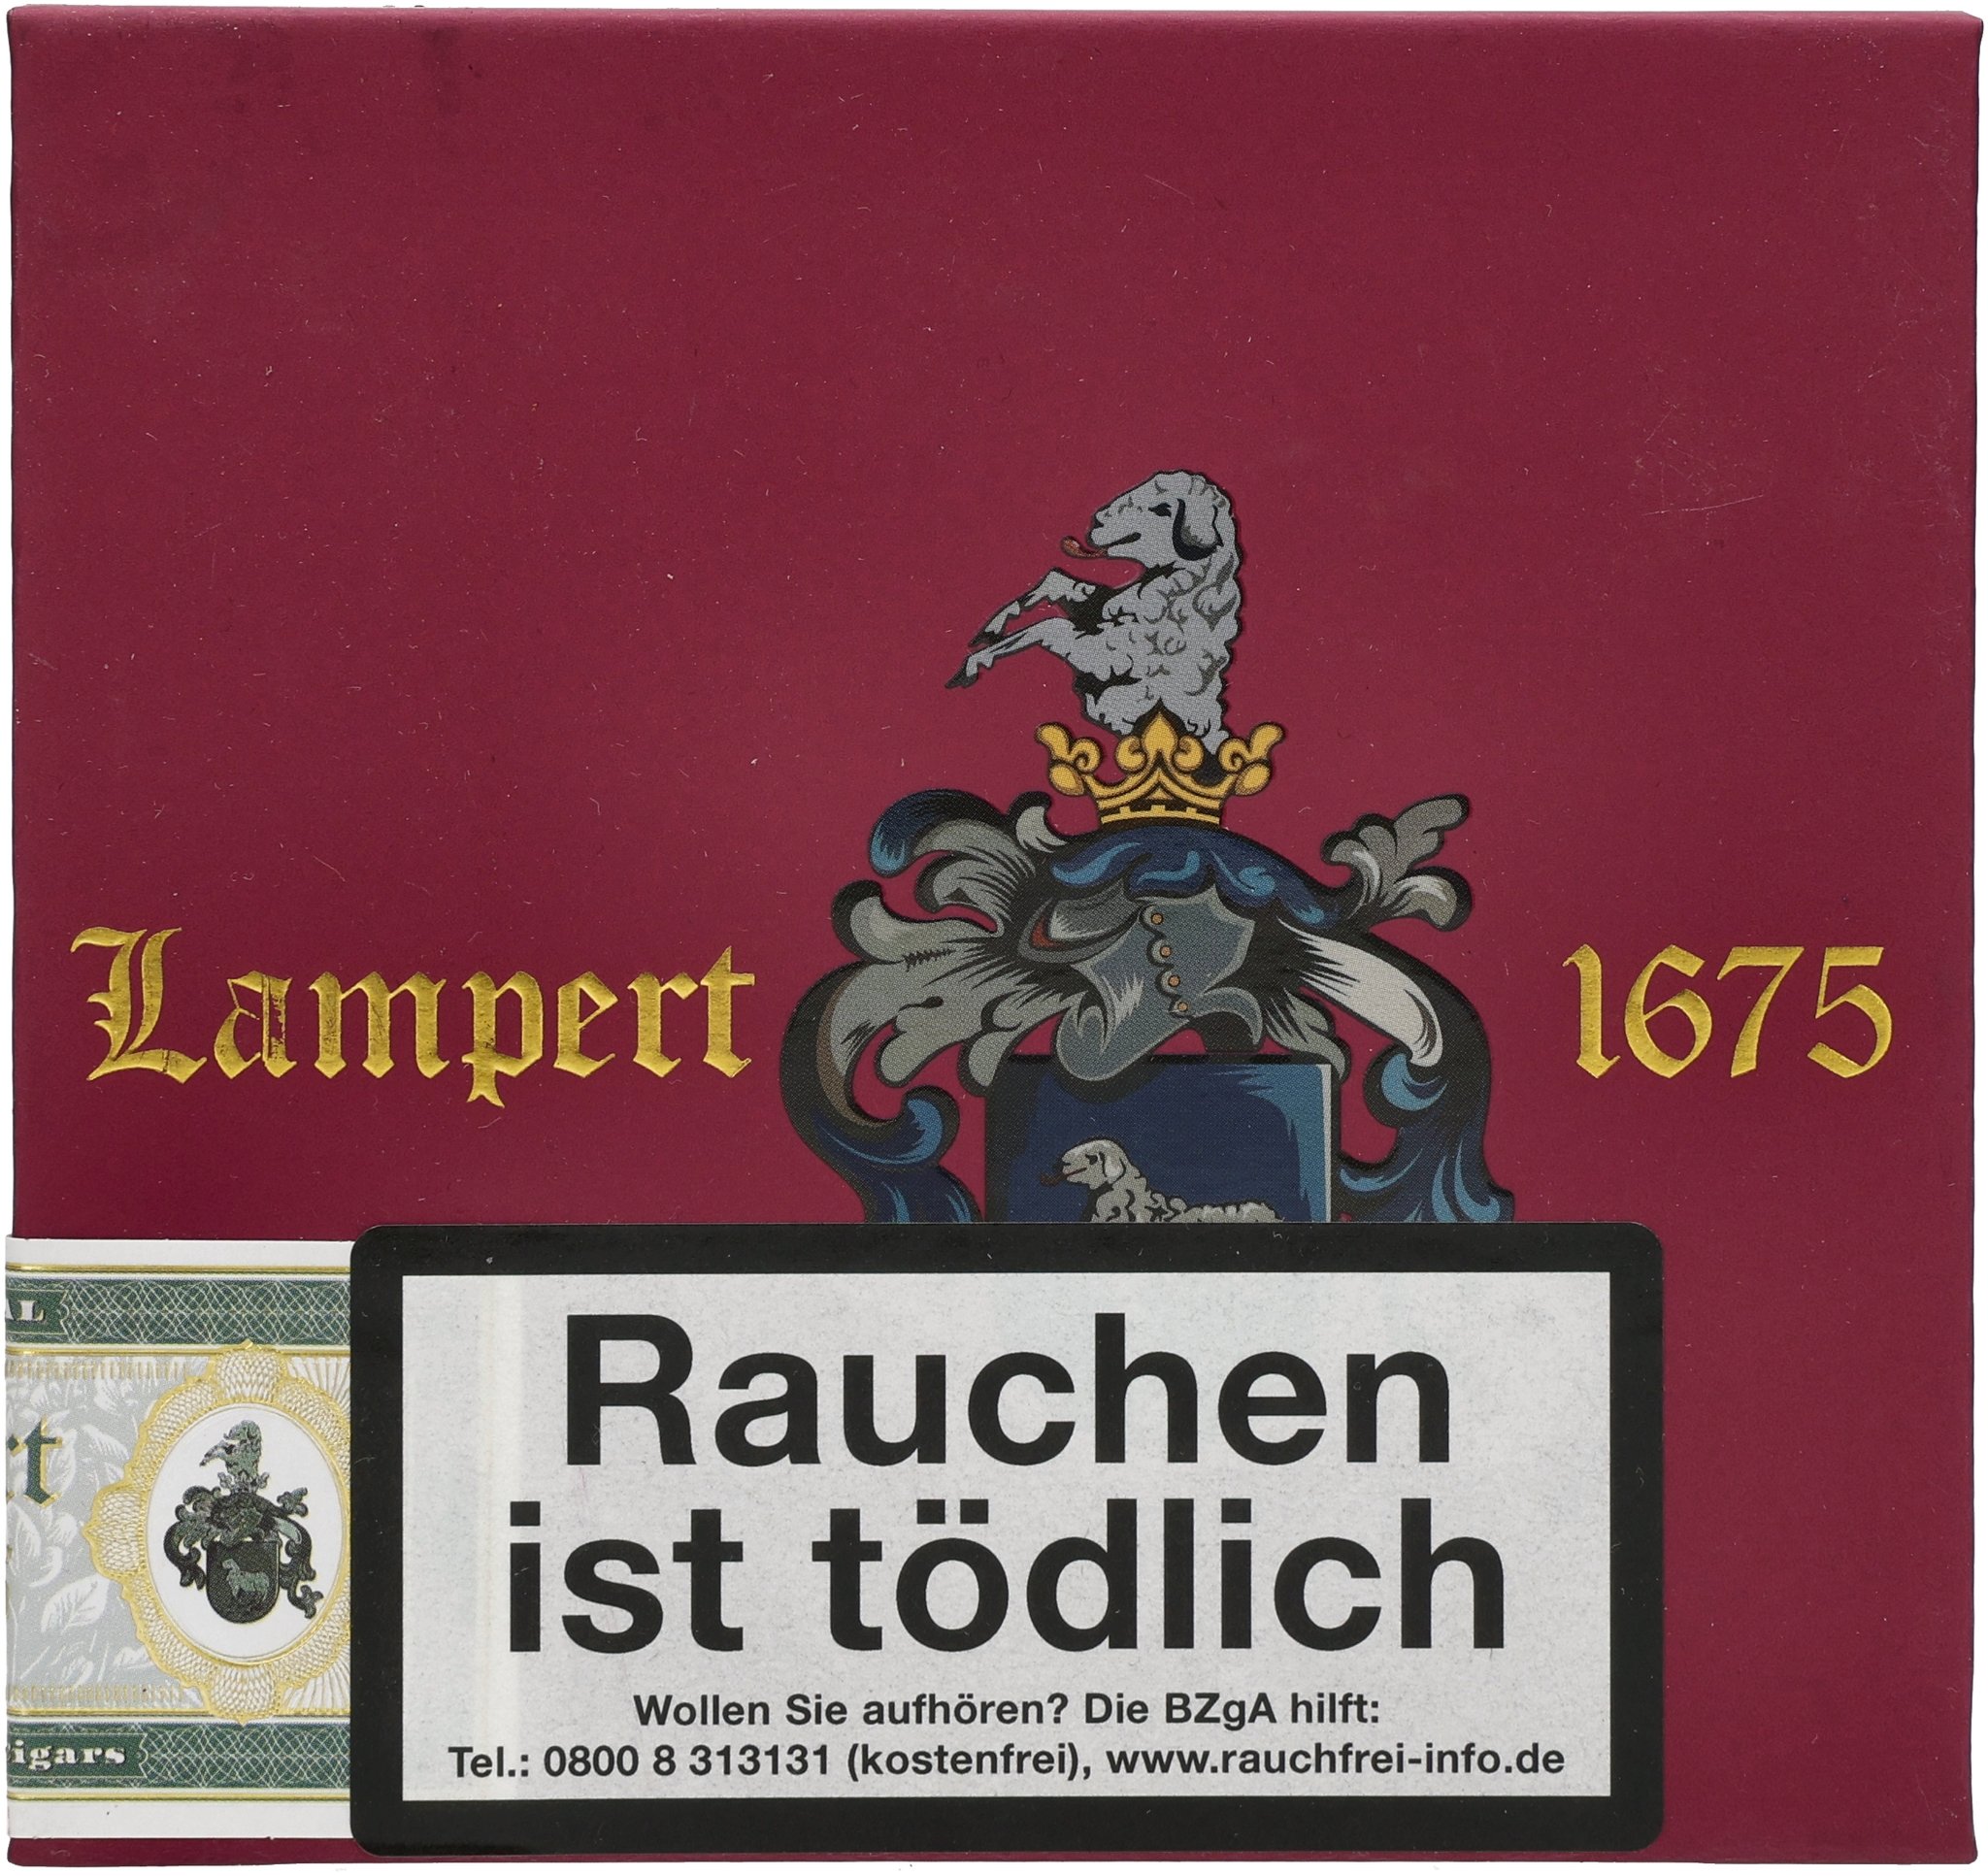 Lampert 1675
Rauchen
ist tödlich
Wollen Sie aufhören? Die BZgA hilft:
Tel.: 0800 8 313131 (kostenfrei), www.rauchfrei-info.de